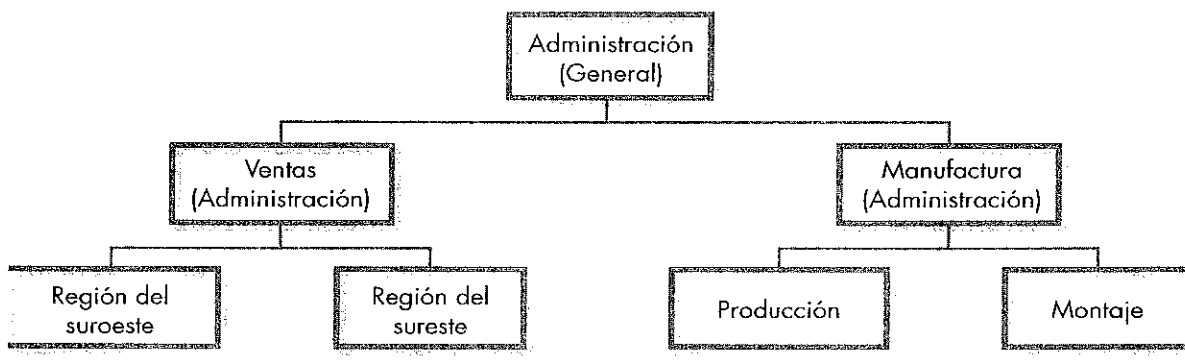 Administración
(General)
Ventas
(Administración)
Manufactura
(Administración)
Región del
suroeste
Región del
sureste
Producción
Montaje